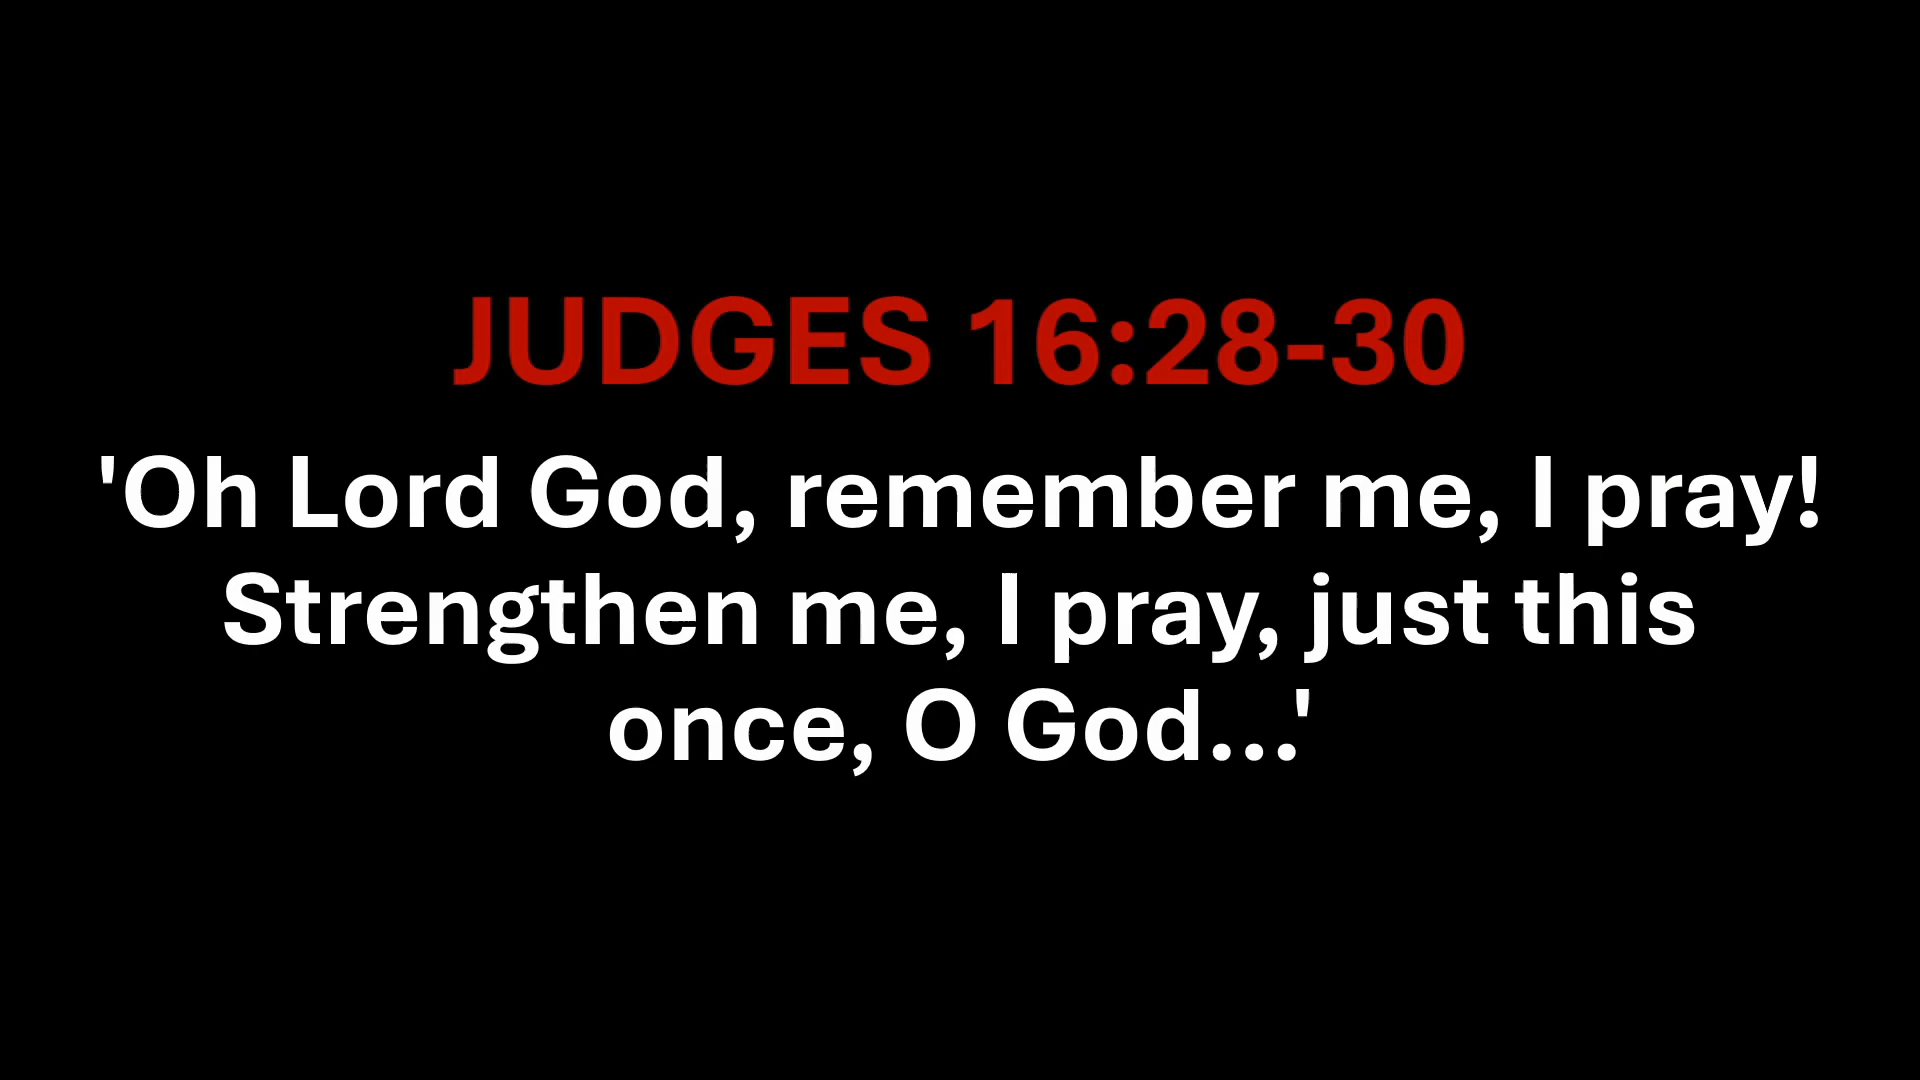 JUDGES 16:28-30
'Oh Lord God, remember me, I pray!
Strengthen me, I pray, just this
once, O God...'